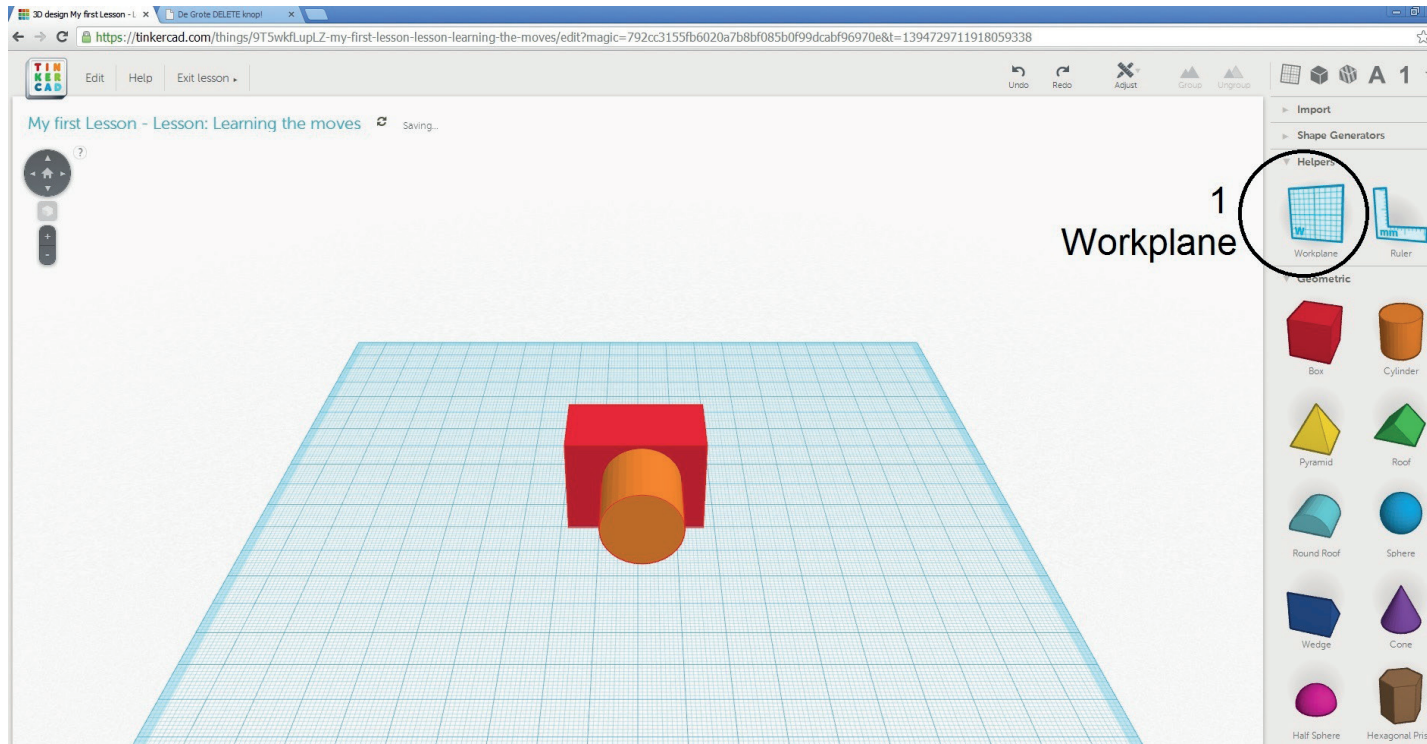 3D design My first Lesson - L
De Grote DELETE knop!
https://tinkercad.com/things/9T5wkfLupLZ-my-first-lesson-lesson-learning-the-moves/edit?magic=792cc3155fb6020a7b8bf085b0f99dcabf96970e&t=1394729711918059338
TIN
KER
CAD
Edit Help Exit lesson
Undo Redo Adjust Group Ungroup
A 1
My first Lesson - Lesson: Learning the moves Saving...
?
+
-
Import
Shape Generators
Helpers
1
Workplane
W mm
Workplane Ruler
Geometric
Box Cylinder
Pyramid Roof
Round Roof Sphere
Wedge Cone
Half Sphere Hexagonal Pri